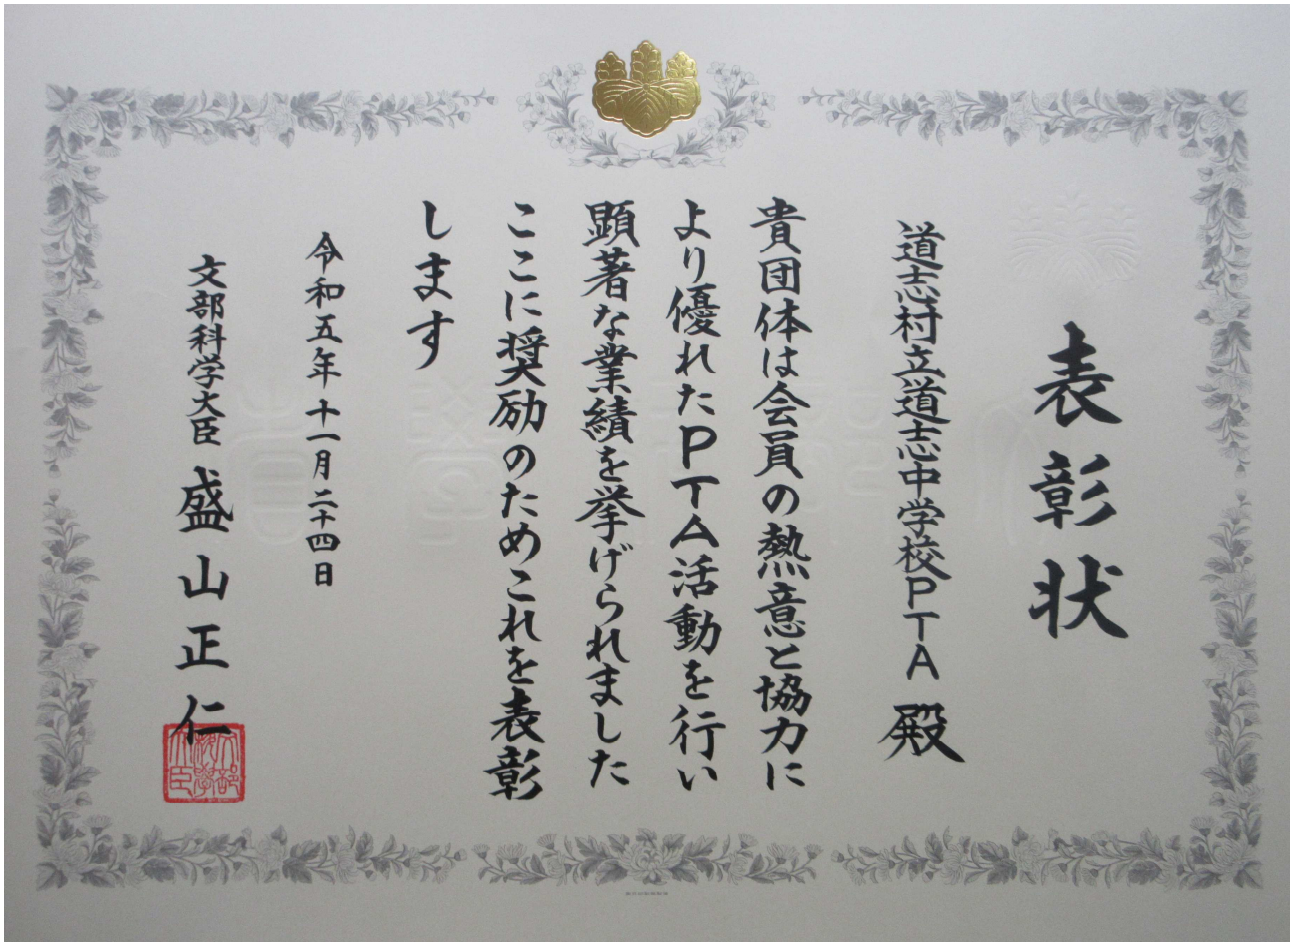 表彰状
道志村立道志中学校PTA 殿
貴団体は会員の熱意と協力に
より優れたPTA活動を行い
顕著な業績を挙げられました
ここに奨励のためこれを表彰
します
令和五年十一月二十四日
文部科学大臣 盛山正仁